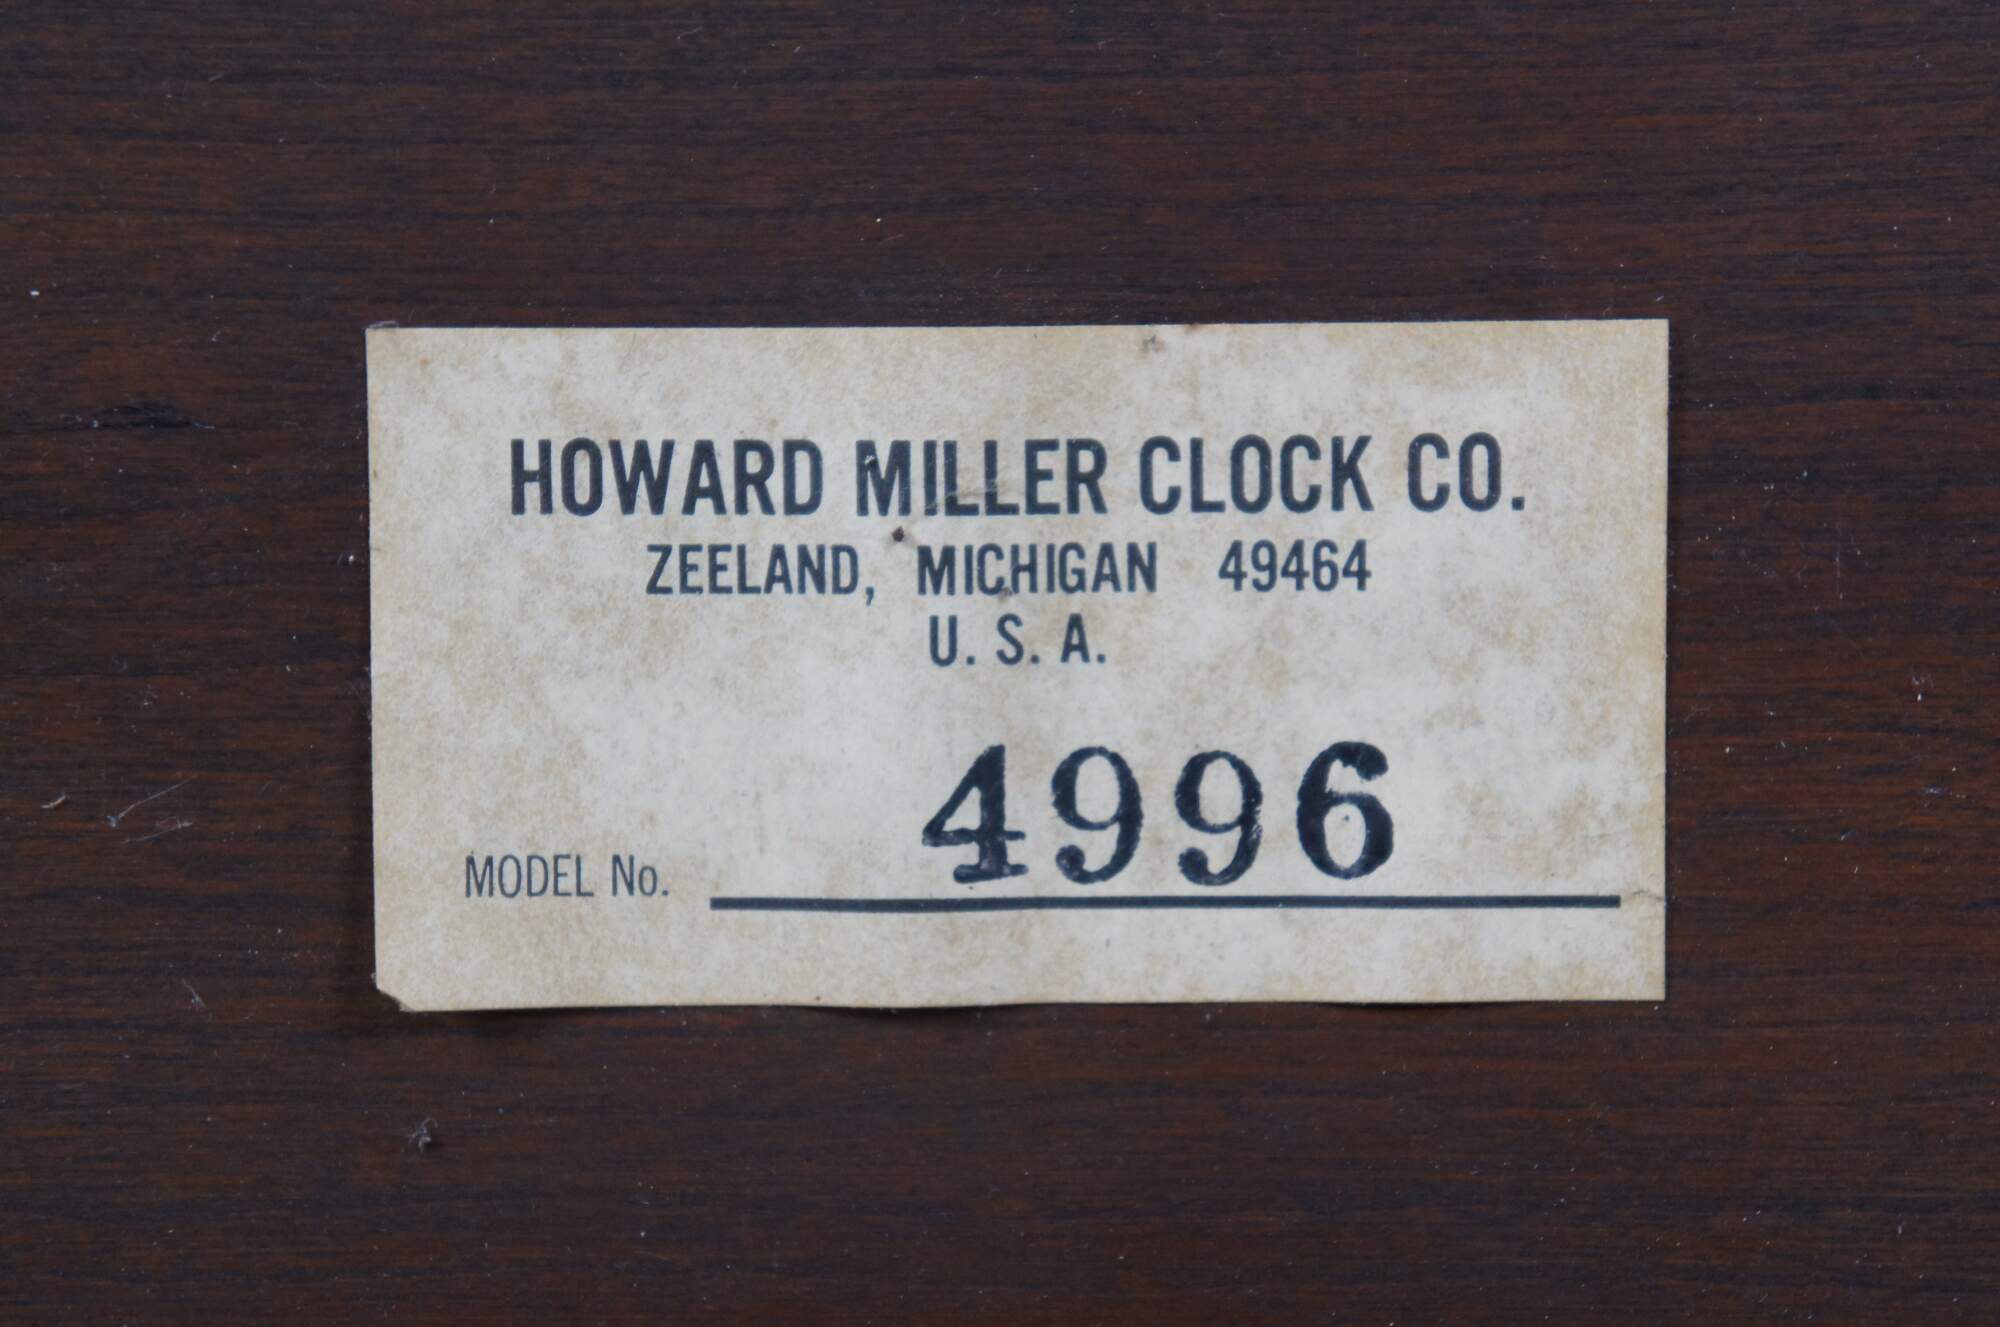 HOWARD MILLER CLOCK CO.
ZEELAND, MICHIGAN 49464
U. S. A.
MODEL No. 4996